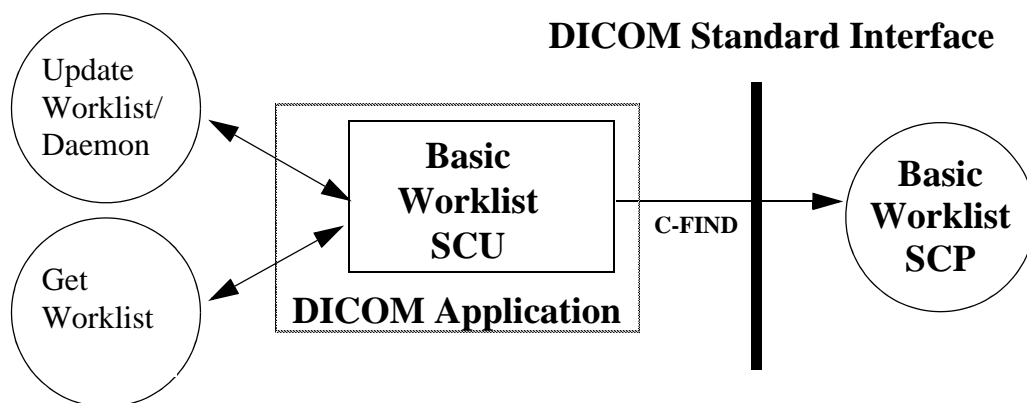 DICOM Standard Interface
Update
Worklist/
Daemon
Basic
Worklist
SCU
C-FIND
Basic
Worklist
SCP
Get
Worklist
DICOM Application